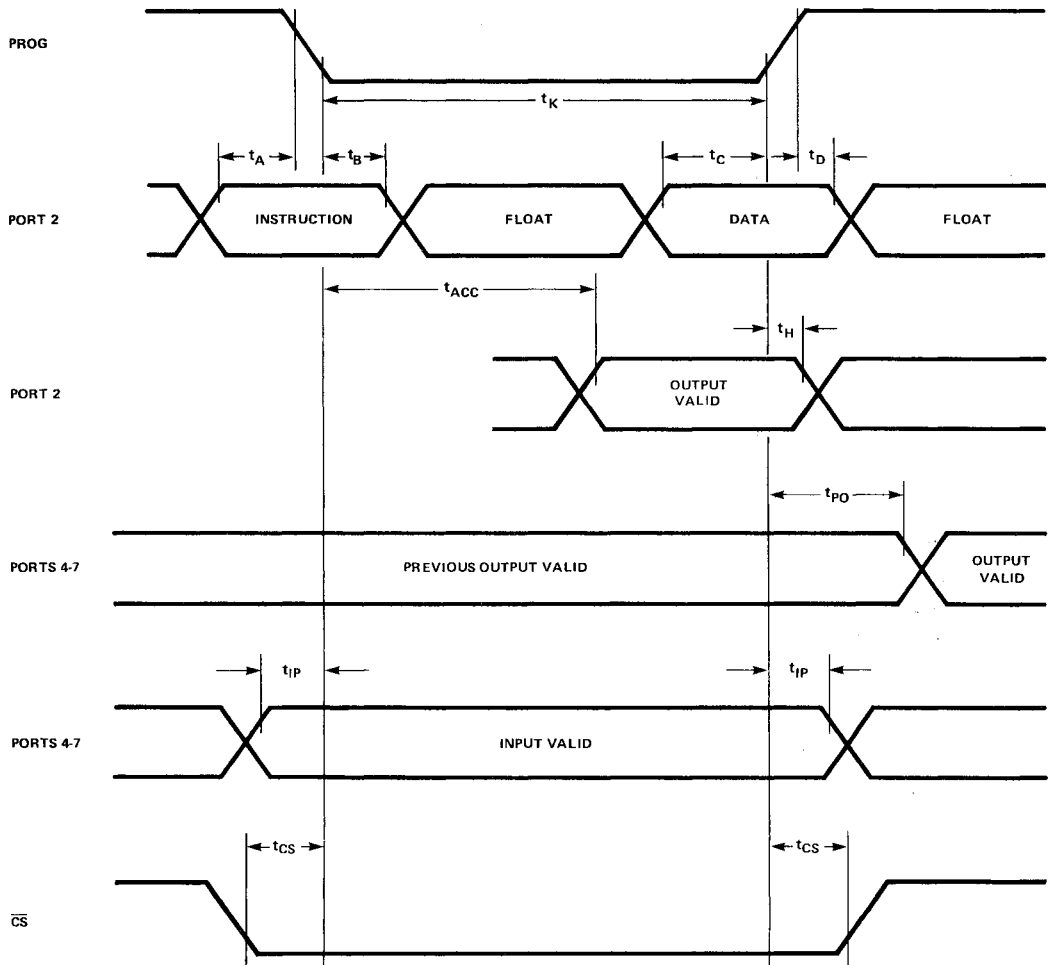 PROG
tK
tA
tB
tC
tD
PORT 2
INSTRUCTION
FLOAT
DATA
FLOAT
tACC
tH
PORT 2
OUTPUT
VALID
tPO
PORTS 4-7
PREVIOUS OUTPUT VALID
OUTPUT
VALID
tIP
tIP
PORTS 4-7
INPUT VALID
tCS
tCS
C̅S̅